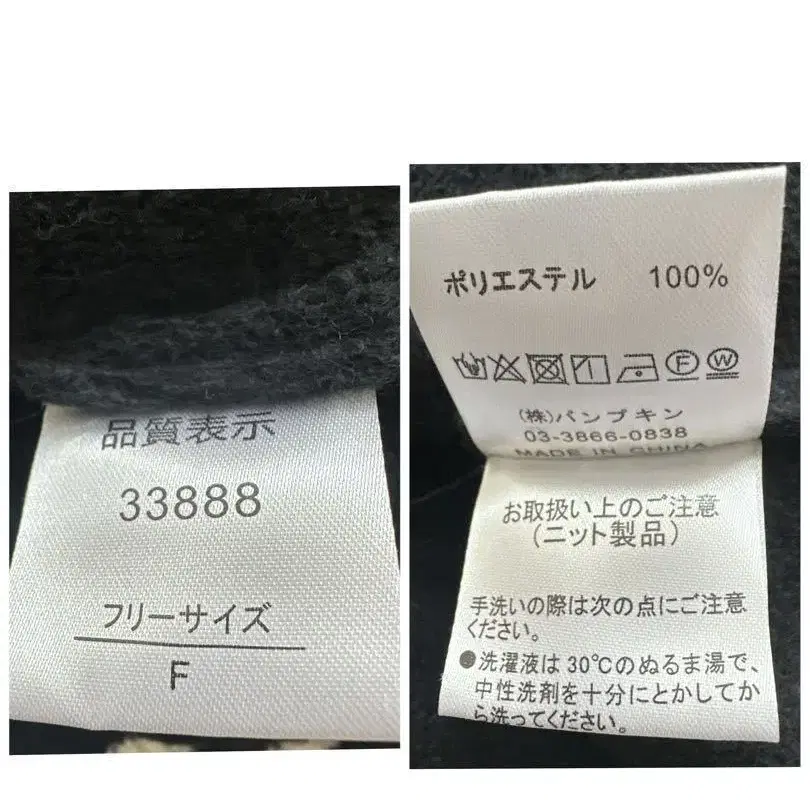 品質表示
33888
フリーサイズ
F
ポリエステル 100%
F W
(株)パンプキン
03-3866-0838
MADE IN CHINA
お取扱い上のご注意
(ニット製品)
手洗いの際は次の点にご注意
ください。
●洗濯液は30℃のぬるま湯で、
中性洗剤を十分にとかしてか
ら洗ってください。